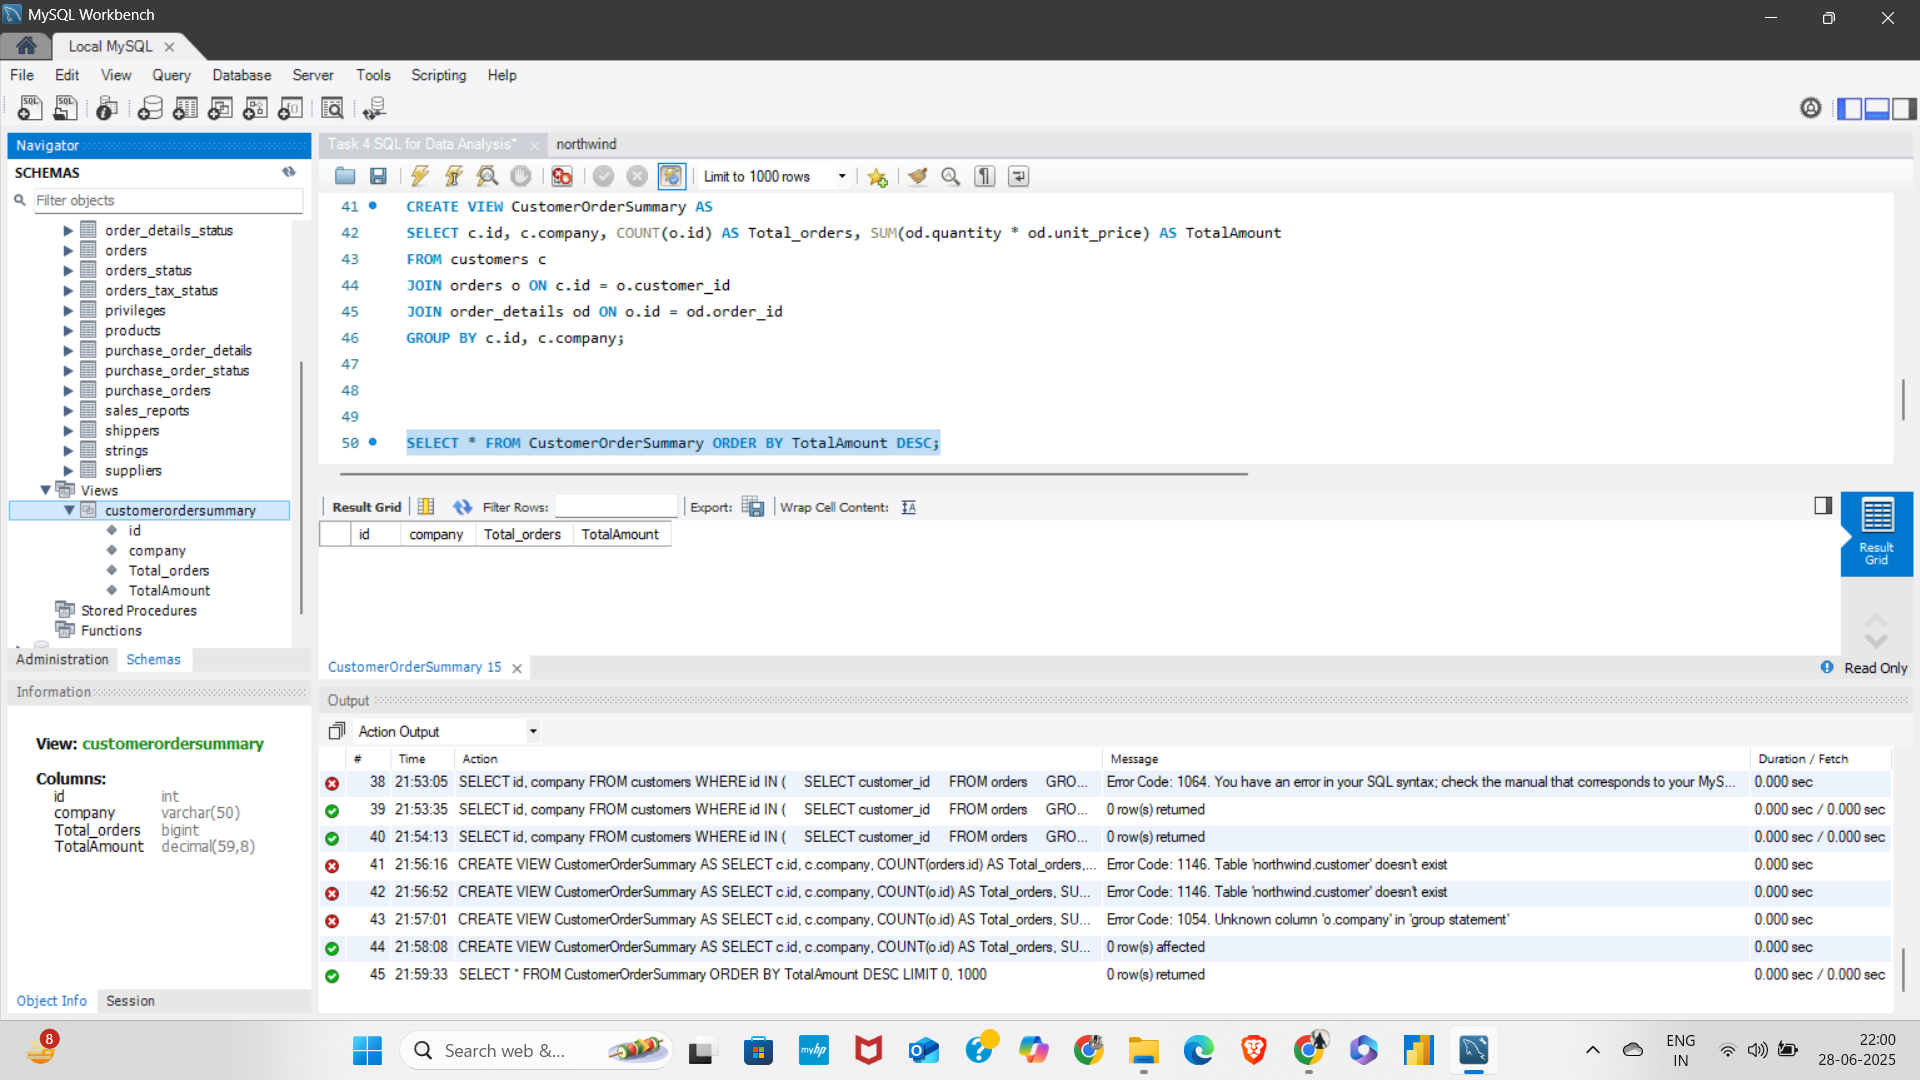 MySQL Workbench
Local MySQL
File Edit View Query Database Server Tools Scripting Help
Navigator
SCHEMAS
Filter objects
order_details_status
orders
orders_status
orders_tax_status
privileges
products
purchase_order_details
purchase_order_status
purchase_orders
sales_reports
shippers
strings
suppliers
Views
customerordersummary
id
company
Total_orders
TotalAmount
Stored Procedures
Functions
Administration Schemas
Information
View: customerordersummary
Columns:
id int
company varchar(50)
Total_orders bigint
TotalAmount decimal(59,8)
Object Info Session
Task 4 SQL for Data Analysis* northwind
Limit to 1000 rows
41 CREATE VIEW CustomerOrderSummary AS
42 SELECT c.id, c.company, COUNT(o.id) AS Total_orders, SUM(od.quantity * od.unit_price) AS TotalAmount
43 FROM customers c
44 JOIN orders o ON c.id = o.customer_id
45 JOIN order_details od ON o.id = od.order_id
46 GROUP BY c.id, c.company;
47
48
49
50 SELECT * FROM CustomerOrderSummary ORDER BY TotalAmount DESC;
Result Grid Filter Rows: Export: Wrap Cell Content:
id company Total_orders TotalAmount
Result Grid
CustomerOrderSummary 15
Read Only
Output
Action Output
# Time Action Message Duration / Fetch
38 21:53:05 SELECT id, company FROM customers WHERE id IN ( SELECT customer_id FROM orders GRO... Error Code: 1064. You have an error in your SQL syntax; check the manual that corresponds to your MyS... 0.000 sec
39 21:53:35 SELECT id, company FROM customers WHERE id IN ( SELECT customer_id FROM orders GRO... 0 row(s) returned 0.000 sec / 0.000 sec
40 21:54:13 SELECT id, company FROM customers WHERE id IN ( SELECT customer_id FROM orders GRO... 0 row(s) returned 0.000 sec / 0.000 sec
41 21:56:16 CREATE VIEW CustomerOrderSummary AS SELECT c.id, c.company, COUNT(orders.id) AS Total_orders,... Error Code: 1146. Table 'northwind.customer' doesn't exist 0.000 sec
42 21:56:52 CREATE VIEW CustomerOrderSummary AS SELECT c.id, c.company, COUNT(o.id) AS Total_orders, SU... Error Code: 1146. Table 'northwind.customer' doesn't exist 0.000 sec
43 21:57:01 CREATE VIEW CustomerOrderSummary AS SELECT c.id, c.company, COUNT(o.id) AS Total_orders, SU... Error Code: 1054. Unknown column 'o.company' in 'group statement' 0.000 sec
44 21:58:08 CREATE VIEW CustomerOrderSummary AS SELECT c.id, c.company, COUNT(o.id) AS Total_orders, SU... 0 row(s) affected 0.000 sec
45 21:59:33 SELECT * FROM CustomerOrderSummary ORDER BY TotalAmount DESC LIMIT 0, 1000 0 row(s) returned 0.000 sec / 0.000 sec
8
Search web &...
myhp
ENG
IN
22:00
28-06-2025